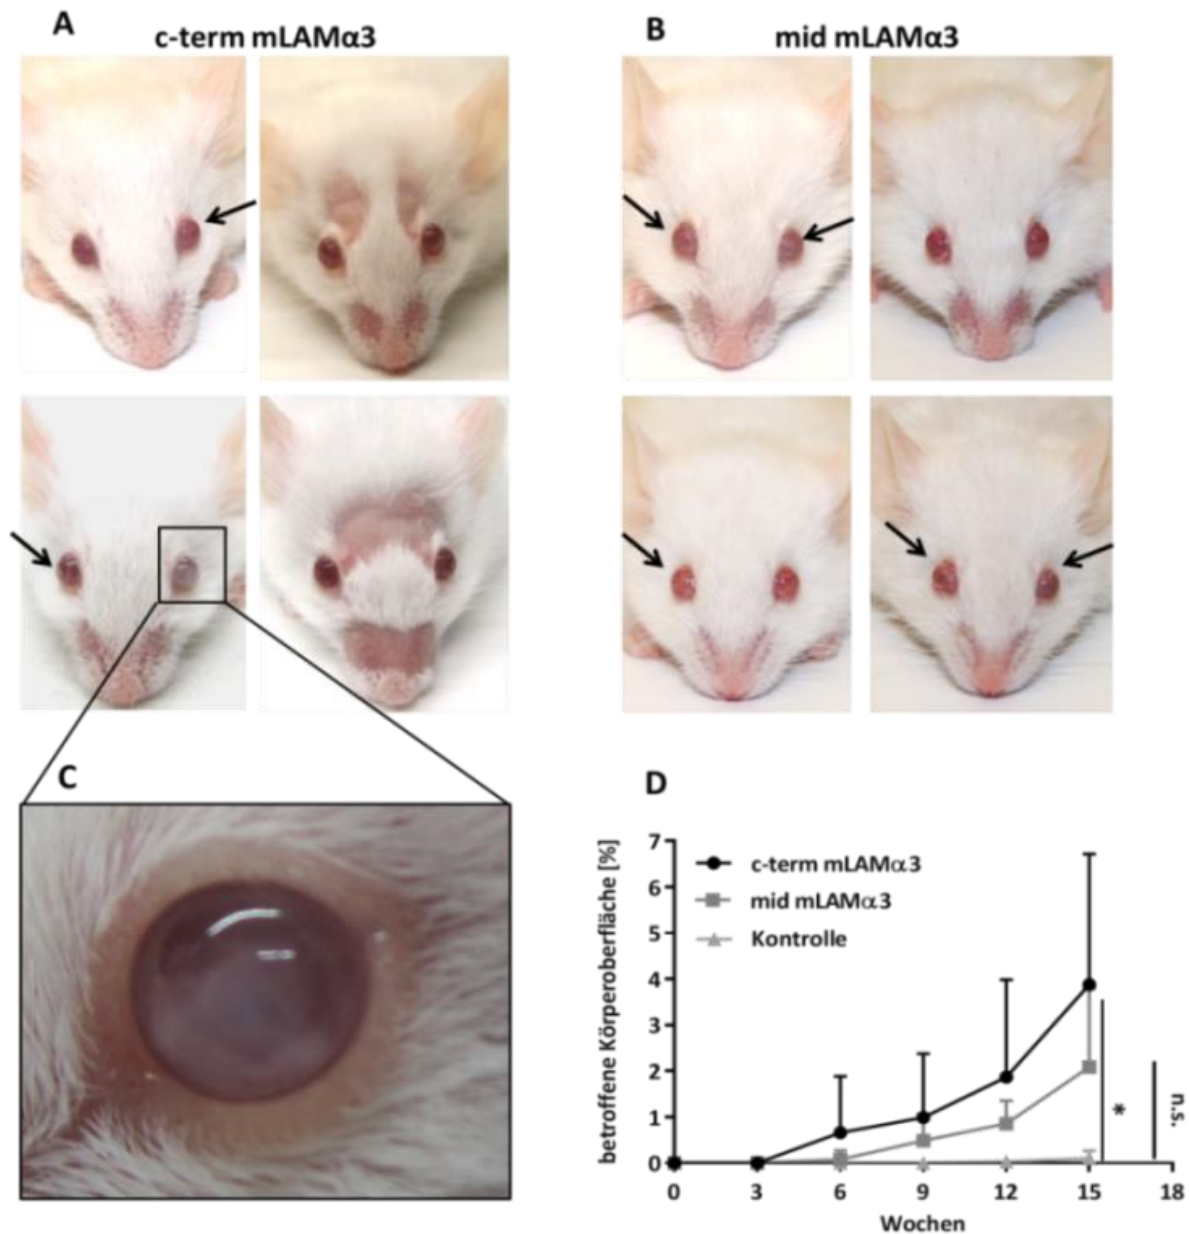 A
c-term mLAMα3
B
mid mLAMα3
C
D
betroffene Körperoberfläche [%]
7
6
5
4
3
2
1
0
c-term mLAMα3
mid mLAMα3
Kontrolle
*
n.s.
0 3 6 9 12 15 18
Wochen